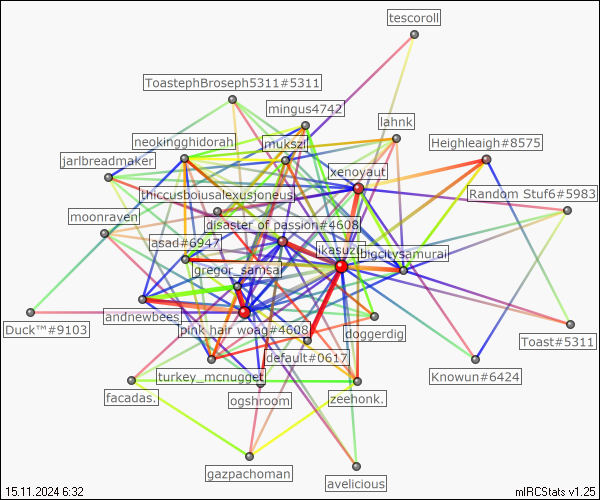 tescoroll
ToastephBroseph5311#5311
mingus4742
lahnk
neokingghidorah
mukszi
Heighleigh#8575
jarlbreadmaker
xenoyaut
thiccusboiusalexusjoneus
Random Stuf6#5983
moonraven
disaster of passion#4608
asad#6947
ikasuzu
bigcitysamurai
gregor_samsa
andnewbees
pink hair woag#4608
Duck™#9103
doggerdig
Toast#5311
default#0617
turkey_mcnugget
Knowun#6424
facadas.
ogshroom
zeehonk.
gazpachoman
avelicious
15.11.2024 6:32
mIRCStats v1.25